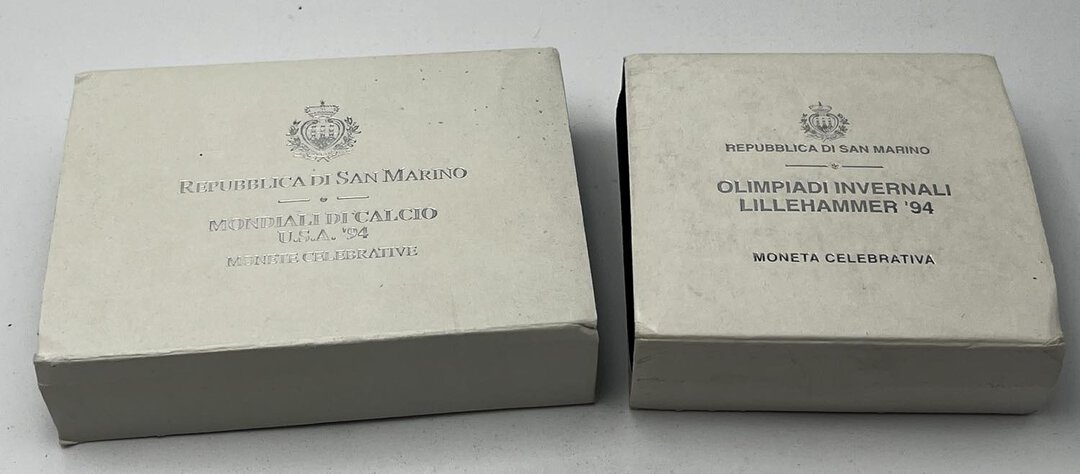 REPUBBLICA DI SAN MARINO
MONDIALI DI CALCIO
U.S.A. '94
MONETE CELEBRATIVE
REPUBBLICA DI SAN MARINO
OLIMPIADI INVERNALI
LILLEHAMMER '94
MONETA CELEBRATIVA